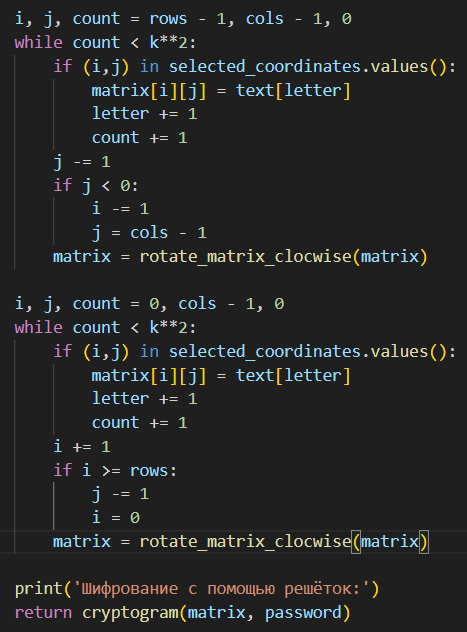 i, j, count = rows - 1, cols - 1, 0
while count < k**2:
    if (i,j) in selected_coordinates.values():
        matrix[i][j] = text[letter]
        letter += 1
        count += 1
    j -= 1
    if j < 0:
        i -= 1
        j = cols - 1
    matrix = rotate_matrix_clocwise(matrix)
i, j, count = 0, cols - 1, 0
while count < k**2:
    if (i,j) in selected_coordinates.values():
        matrix[i][j] = text[letter]
        letter += 1
        count += 1
    i += 1
    if i >= rows:
        j -= 1
        i = 0
    matrix = rotate_matrix_clocwise(matrix)
print('Шифрование с помощью решёток:')
return cryptogram(matrix, password)